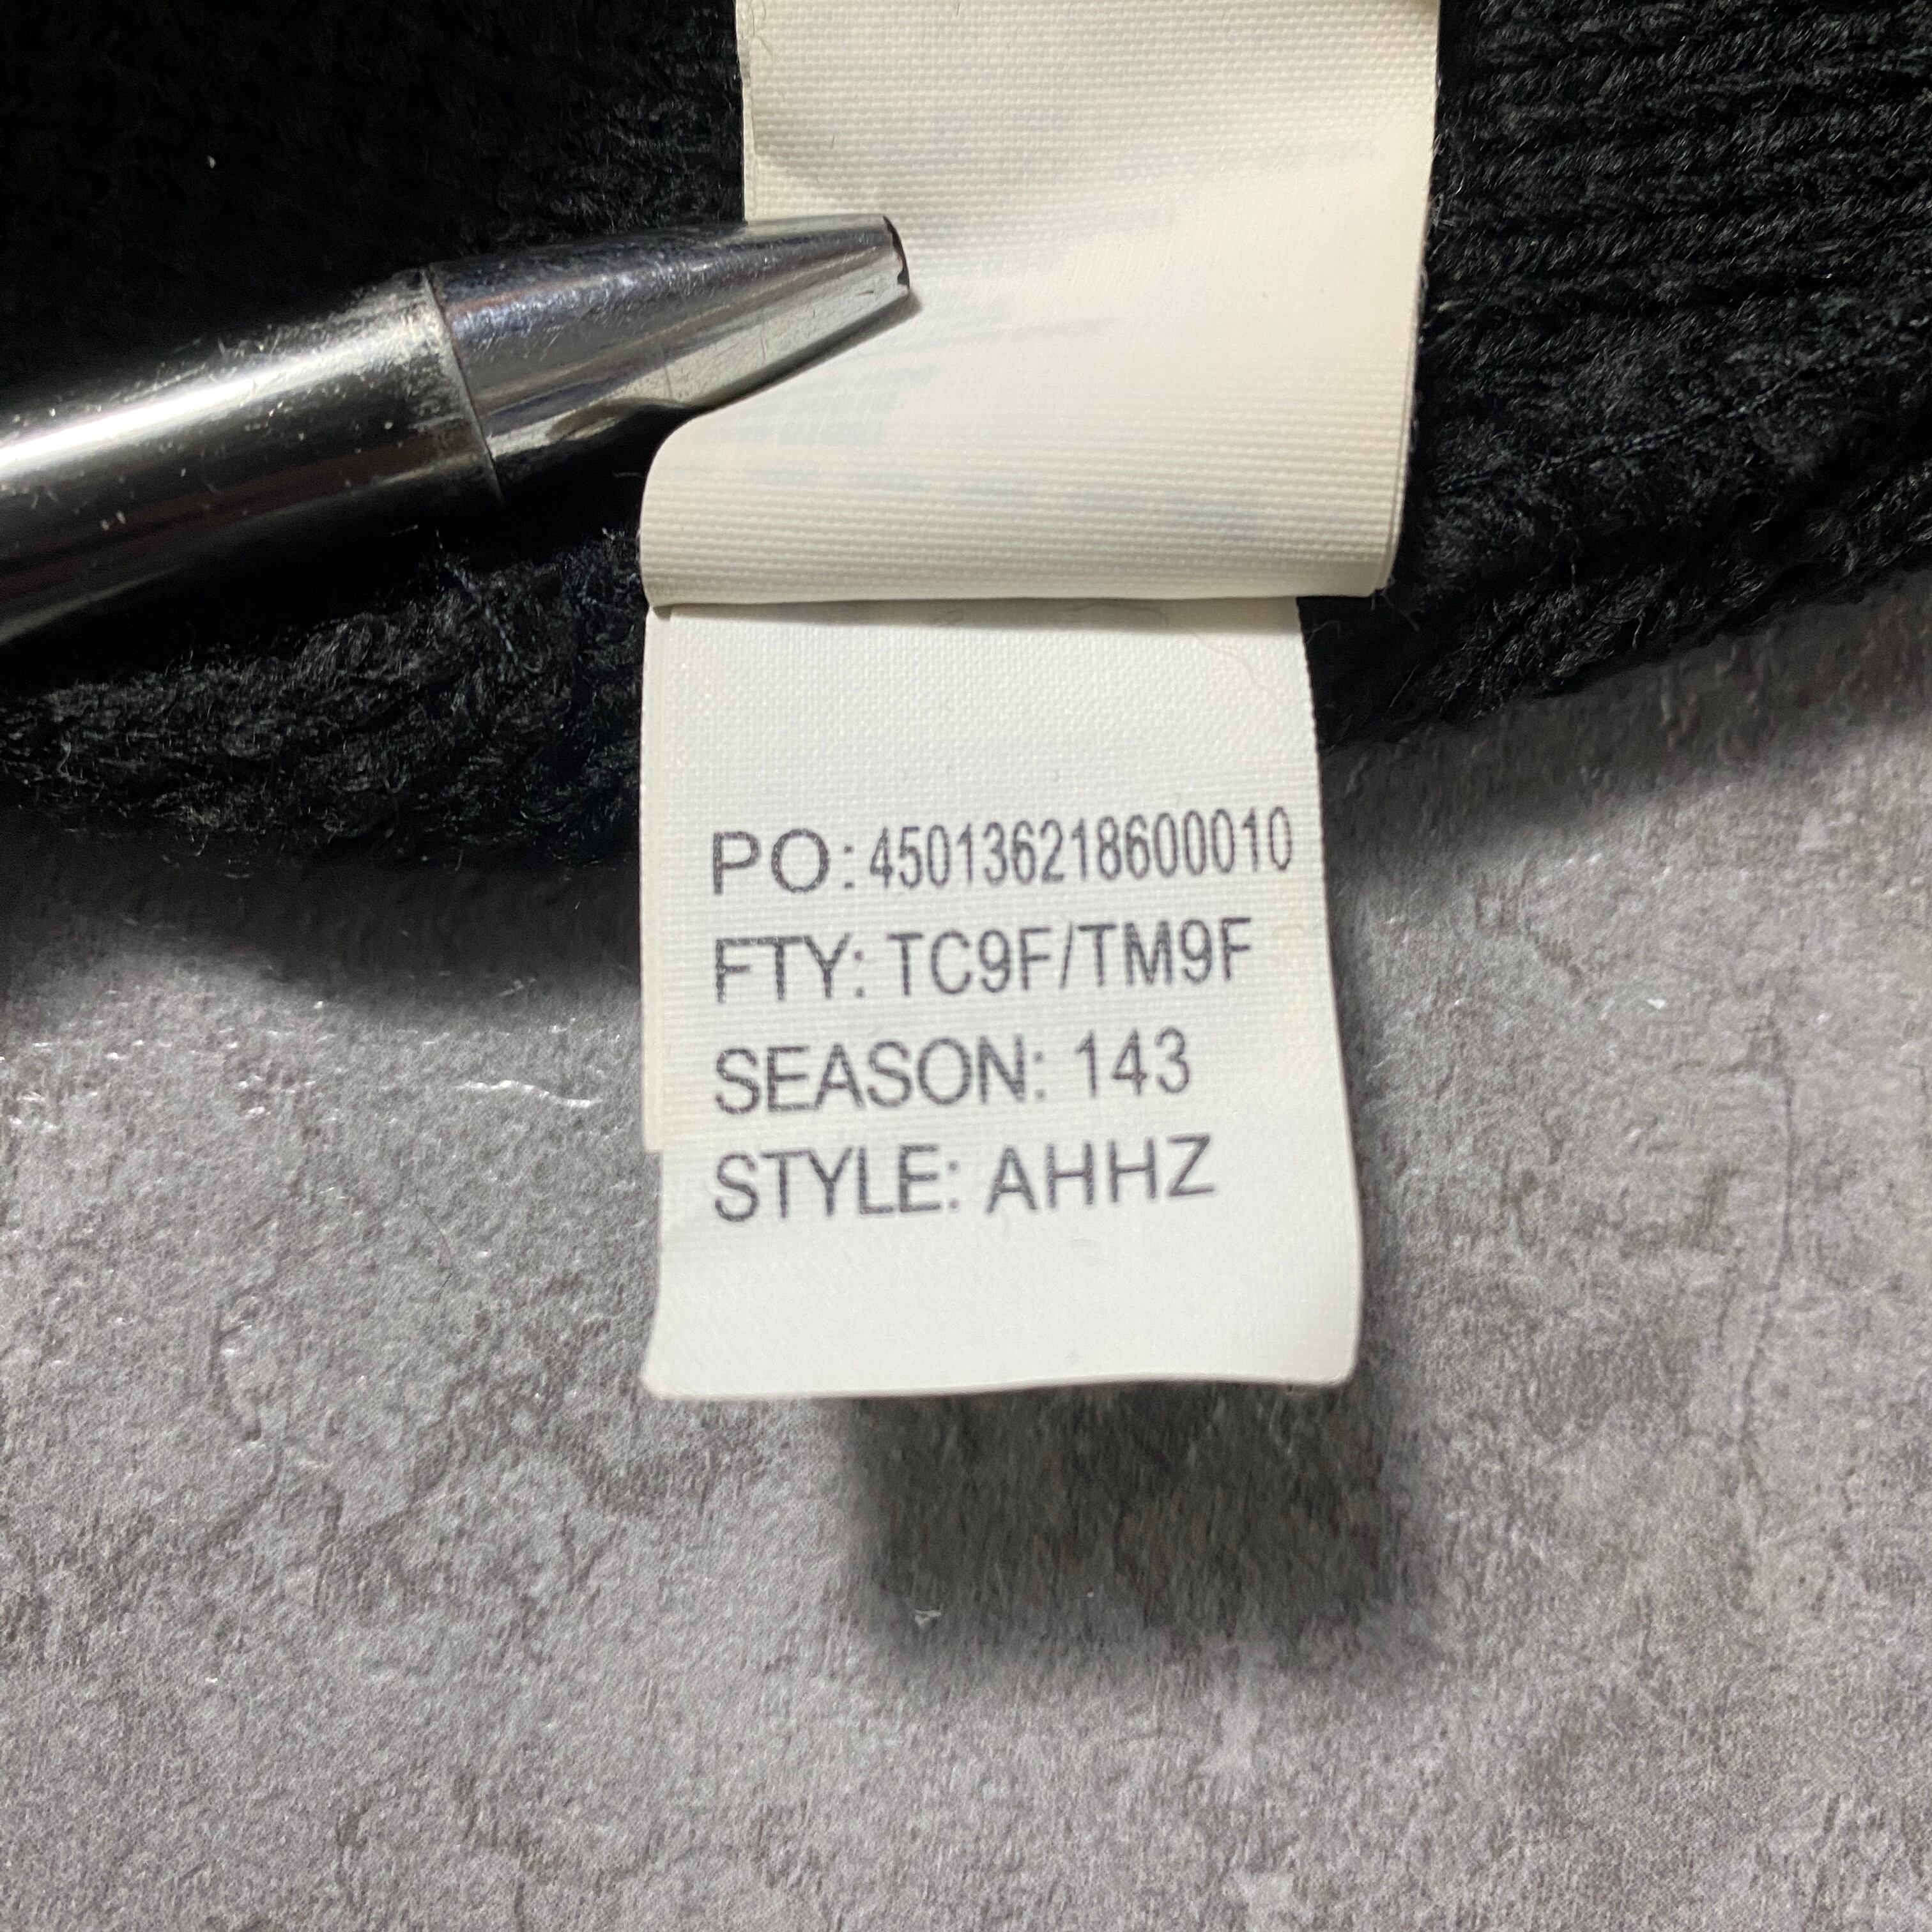 PO: 450136218600010
FTY: TC9F/TM9F
SEASON: 143
STYLE: AHHZ